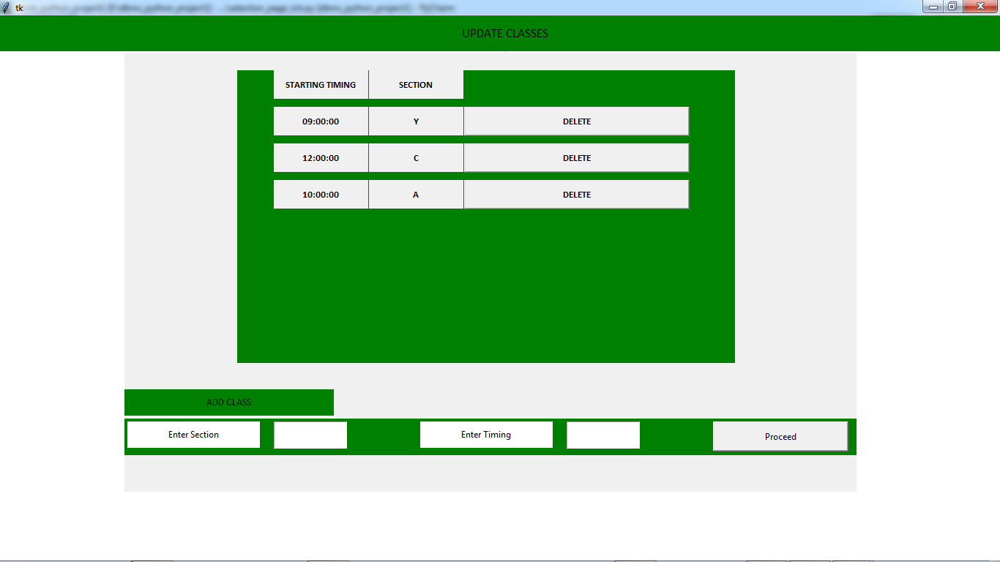 tk
UPDATE CLASSES
STARTING TIMING SECTION
09:00:00 Y DELETE
12:00:00 C DELETE
10:00:00 A DELETE
ADD CLASS
Enter Section Enter Timing Proceed